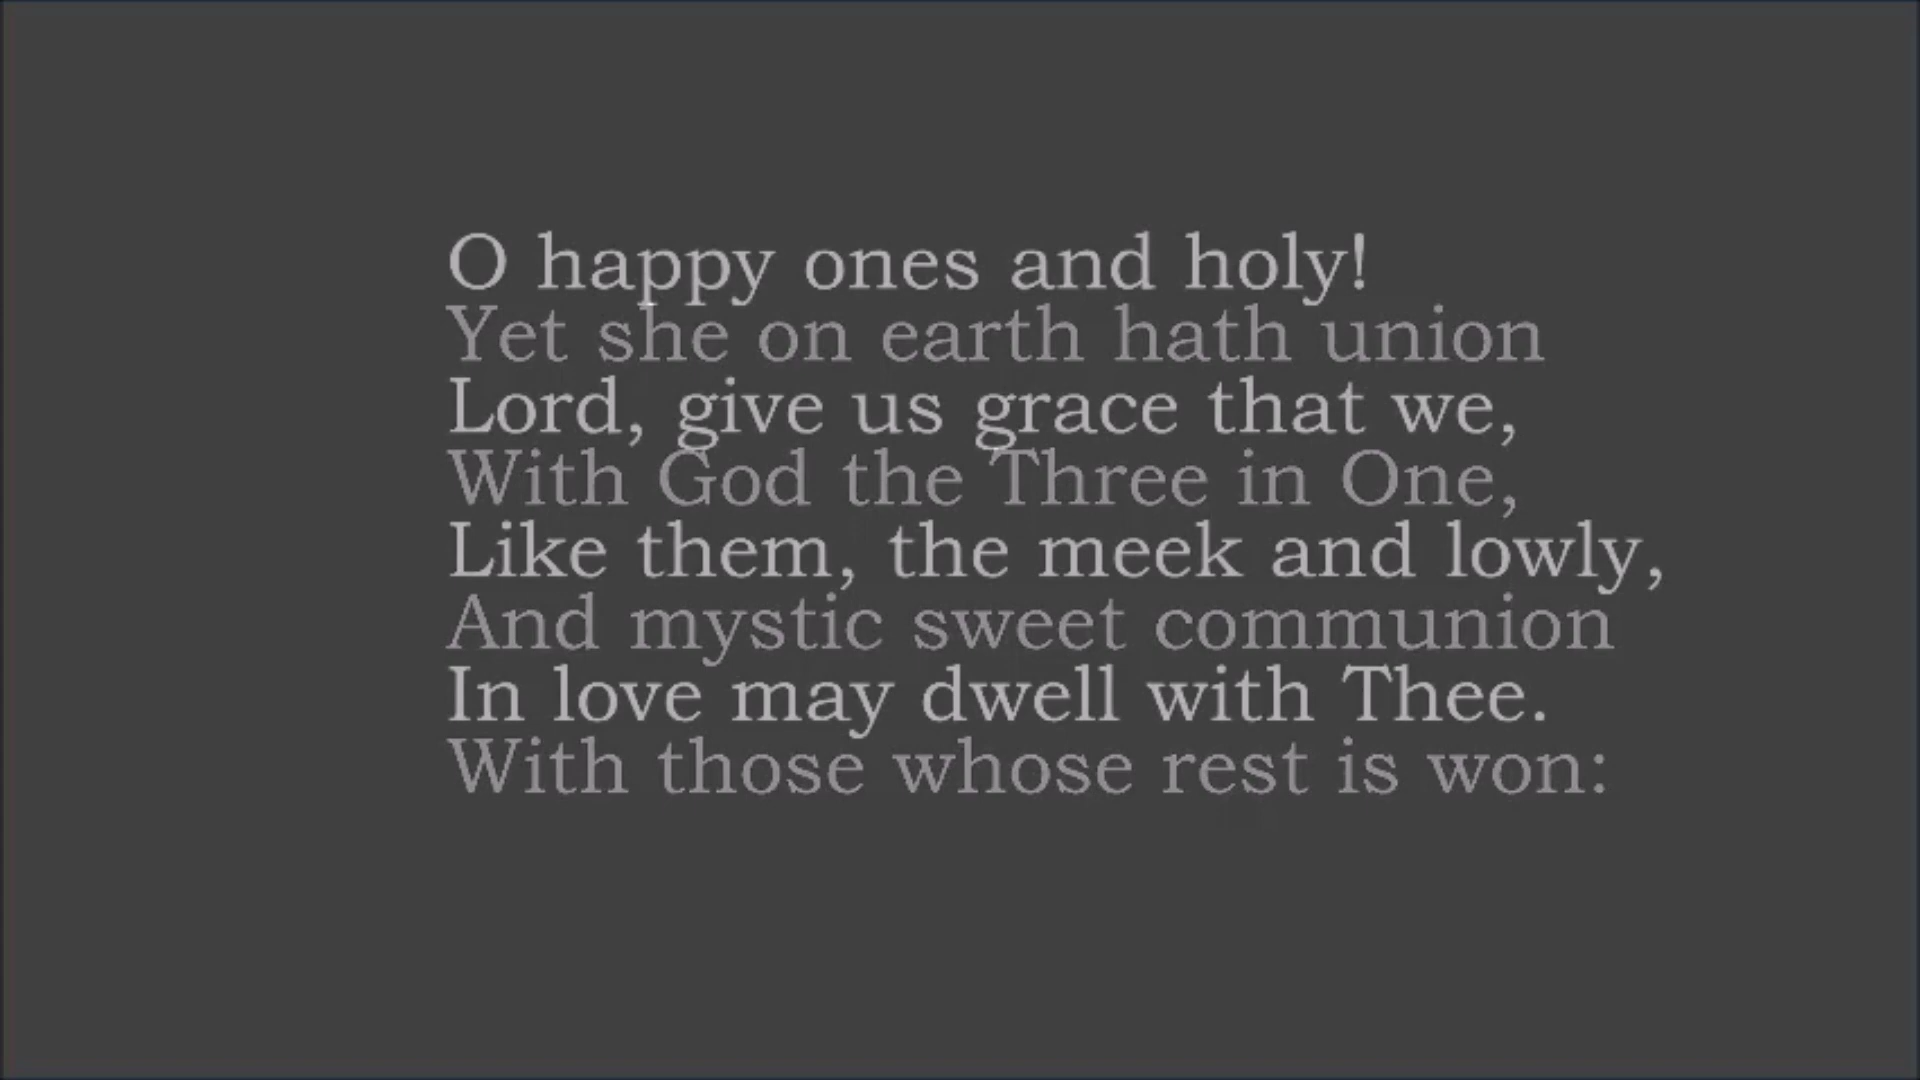 O happy ones and holy!
Yet she on earth hath union
Lord, give us grace that we,
With God the Three in One,
Like them, the meek and lowly,
And mystic sweet communion
In love may dwell with Thee.
With those whose rest is won: